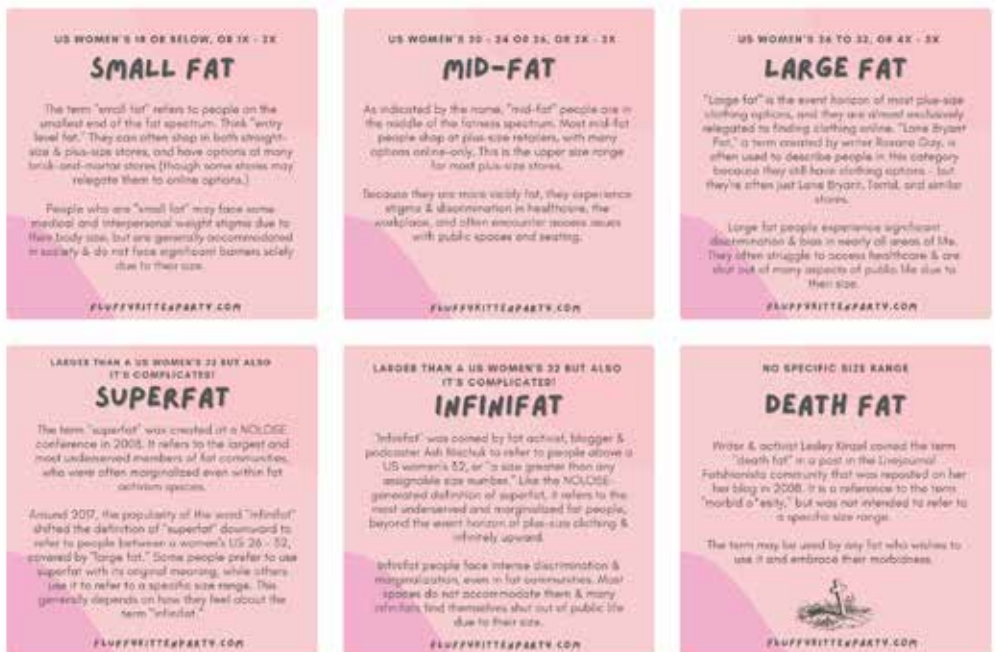 US WOMEN'S 18 OR BELOW, OR 1X - 2X
SMALL FAT
The term "small fat" refers to people on the
smallest end of the fat spectrum. Think "entry
level fat." They can often shop in both straight-
size & plus-size stores, and have options at many
brick-and-mortar stores (though some stores may
relegate them to online options.)
People who are "small fat" may face some
medical and interpersonal weight stigma due to
their body size, but are generally accommodated
in society & do not face significant barriers solely
due to their size.
FLUFFYKITTENPARTY.COM
US WOMEN'S 20 - 24 OR 26, OR 2X - 3X
MID-FAT
As indicated by the name, "mid-fat" people are in
the middle of the fatness spectrum. Most mid-fat
people shop at plus-size retailers, with many
options online-only. This is the upper size range
for most plus-size stores.
Because they are more visibly fat, they experience
stigma & discrimination in healthcare, the
workplace, and often encounter access issues
with public spaces and seating.
FLUFFYKITTENPARTY.COM
US WOMEN'S 26 TO 32, OR 4X - 5X
LARGE FAT
"Large fat" is the event horizon of most plus-size
clothing options, and they are almost exclusively
relegated to finding clothing online. "Lane Bryant
Fat," a term created by writer Roxane Gay, is
often used to describe people in this category
because they still have clothing options - but
they're often just Lane Bryant, Torrid, and similar
stores.
Large fat people experience significant
discrimination & bias in nearly all areas of life.
They often struggle to access healthcare & are
shut out of many aspects of public life due to
their size.
FLUFFYKITTENPARTY.COM
LARGER THAN A US WOMEN'S 32 BUT ALSO
IT'S COMPLICATED!
SUPERFAT
The term "superfat" was created at a NOLOSE
conference in 2008. It refers to the largest and
most underserved members of fat communities,
who were often marginalized even within fat
activism spaces.
Around 2017, the popularity of the word "infinifat"
shifted the definition of "superfat" downward to
refer to people between a women's US 26 - 32,
covered by "large fat." Some people prefer to use
superfat with its original meaning, while others
use it to refer to a specific size range. This
generally depends on how they feel about the
term "infinifat."
FLUFFYKITTENPARTY.COM
LARGER THAN A US WOMEN'S 32 BUT ALSO
IT'S COMPLICATED!
INFINIFAT
"Infinifat" was coined by fat activist, blogger &
podcaster Ash Nischuk to refer to people above a
US women's 32, or "a size greater than any
assignable size number." Like the NOLOSE-
generated definition of superfat, it refers to the
most underserved and marginalized fat people,
beyond the event horizon of plus-size clothing &
infinitely upward.
Infinifat people face intense discrimination &
marginalization, even in fat communities. Most
spaces do not accommodate them & many
infinifats find themselves shut out of public life
due to their size.
FLUFFYKITTENPARTY.COM
NO SPECIFIC SIZE RANGE
DEATH FAT
Writer & activist Lesley Kinzel coined the term
"death fat" in a post in the Livejournal
Fatshionista community that was reposted on her
her blog in 2008. It is a reference to the term
"morbid o*esity," but was not intended to refer to
a specific size range.
The term may be used by any fat who wishes to
use it and embrace their morbidness.
FLUFFYKITTENPARTY.COM